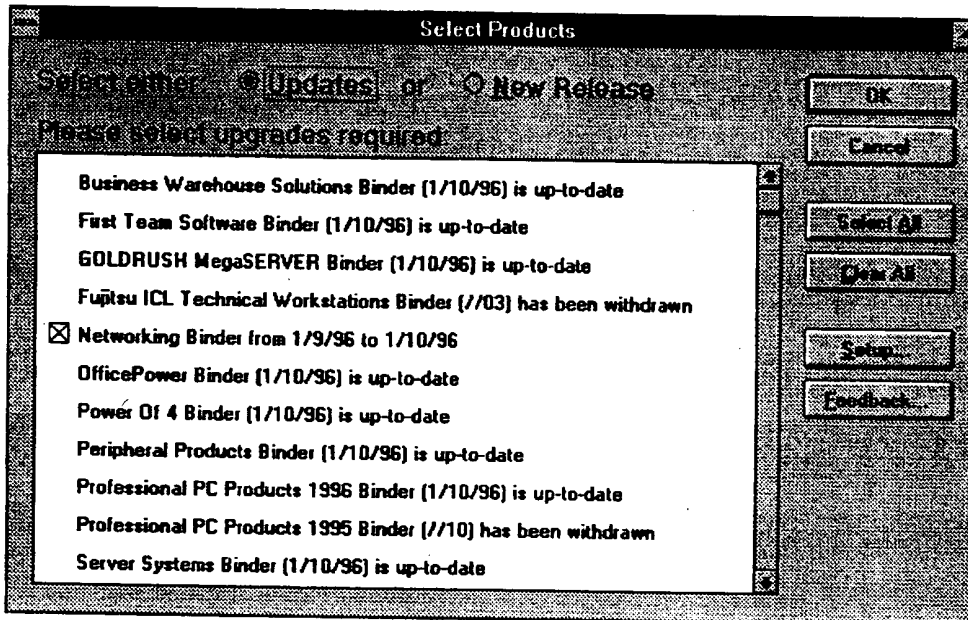 Select Products
Select either: Updates or New Release
Please select upgrades required
Business Warehouse Solutions Binder (1/10/96) is up-to-date
First Team Software Binder (1/10/96) is up-to-date
GOLDRUSH MegaSERVER Binder (1/10/96) is up-to-date
Fujitsu ICL Technical Workstations Binder (//03) has been withdrawn
Networking Binder from 1/9/96 to 1/10/96
OfficePower Binder (1/10/96) is up-to-date
Power Of 4 Binder (1/10/96) is up-to-date
Peripheral Products Binder (1/10/96) is up-to-date
Professional PC Products 1996 Binder (1/10/96) is up-to-date
Professional PC Products 1995 Binder (//10) has been withdrawn
Server Systems Binder (1/10/96) is up-to-date
OK
Cancel
Select All
Clear All
Setup...
Feedback...